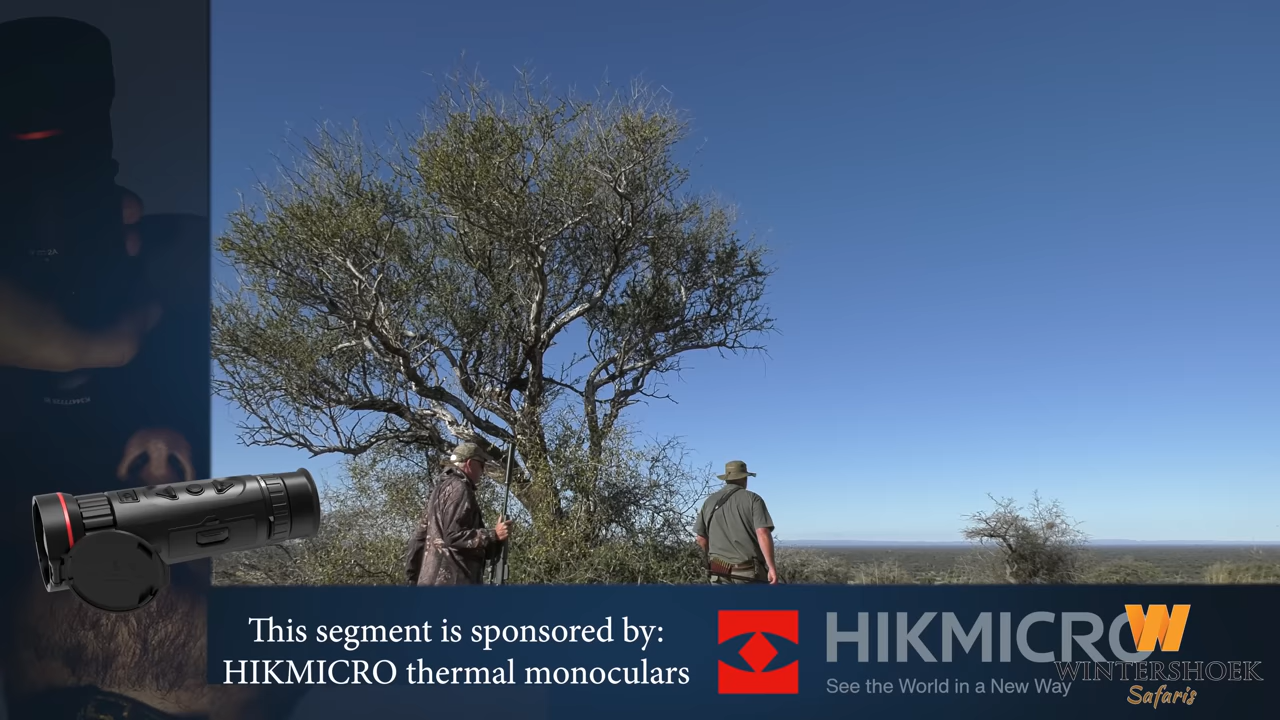 This segment is sponsored by:
HIKMICRO thermal monoculars
HIKMICRO
See the World in a New Way
W
WINTERSHOEK
Safaris